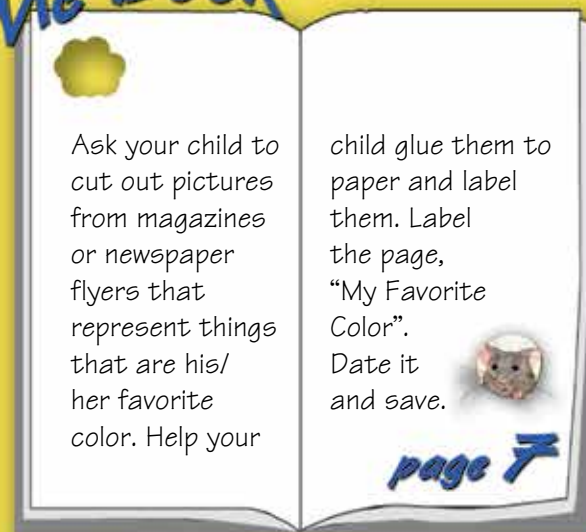 Ask your child to
cut out pictures
from magazines
or newspaper
flyers that
represent things
that are his/
her favorite
color. Help your
child glue them to
paper and label
them. Label
the page,
“My Favorite
Color”.
Date it
and save.
page 7